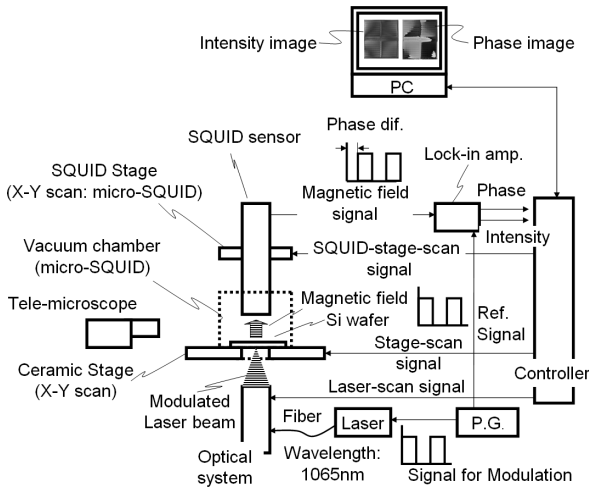 Intensity image
Phase image
PC
SQUID sensor
Phase dif.
Lock-in amp.
SQUID Stage
(X-Y scan: micro-SQUID)
Magnetic field
signal
Phase
Intensity
Vacuum chamber
(micro-SQUID)
SQUID-stage-scan
signal
Tele-microscope
Magnetic field
Si wafer
Ref.
Signal
Stage-scan
signal
Ceramic Stage
(X-Y scan)
Controller
Laser-scan signal
Modulated
Laser beam
Fiber
Laser
P.G.
Optical
system
Wavelength:
1065nm
Signal for Modulation